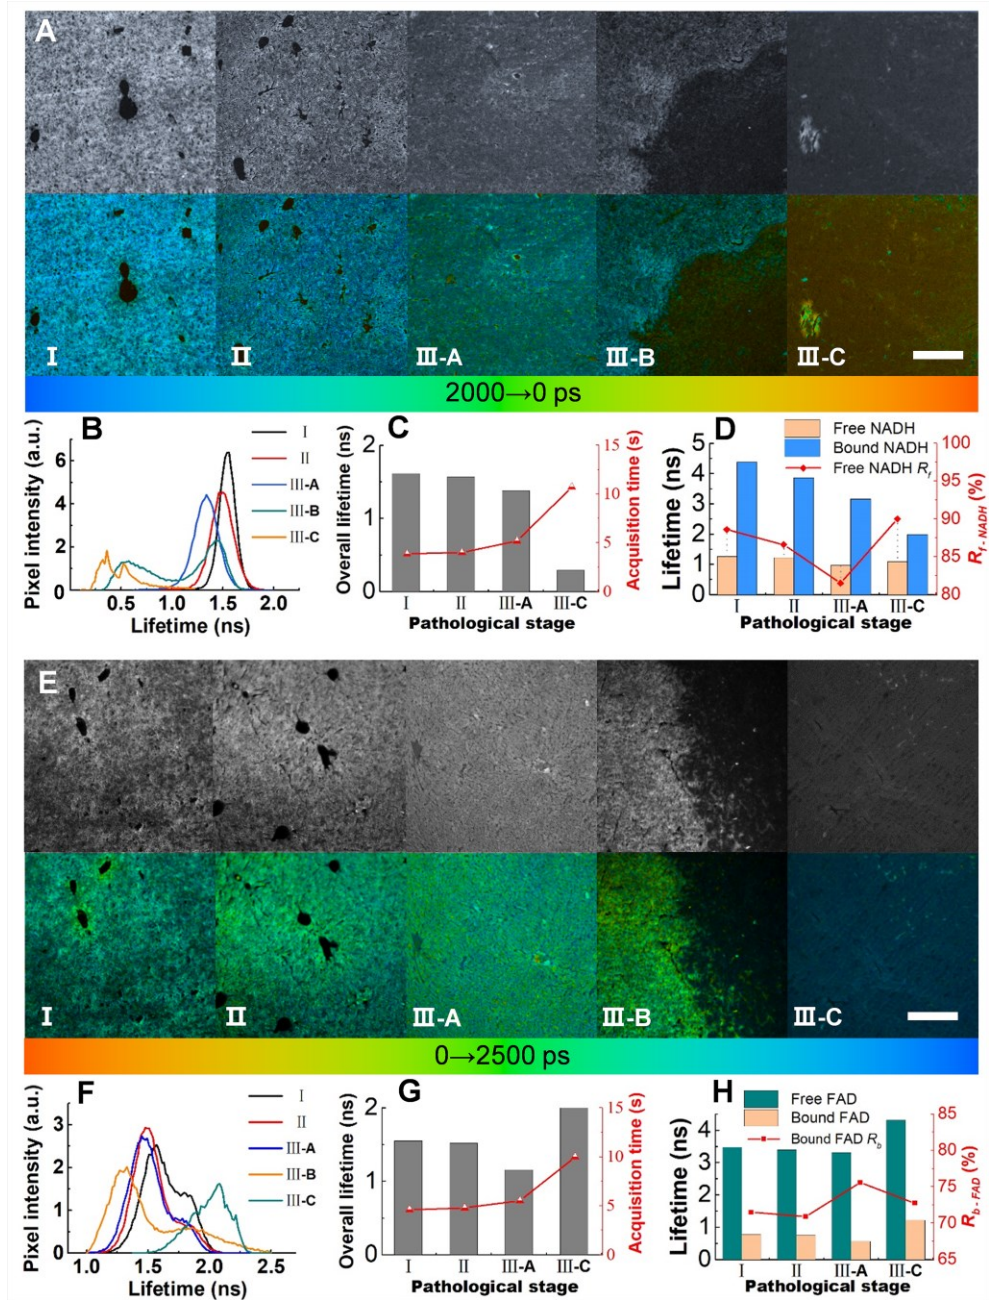 A
I
II
III-A
III-B
III-C
2000→0 ps
B
Pixel intensity (a.u.)
6
4
2
0
I
II
III-A
III-B
III-C
0.5
1.0
1.5
2.0
Lifetime (ns)
C
Overall lifetime (ns)
2
1
0
15
10
5
0
Acquisition time (s)
I
II
III-A
III-C
Pathological stage
D
Lifetime (ns)
5
4
3
2
1
0
Free NADH
Bound NADH
Free NADH Rf
100
95
90
85
80
Rf - NADH (%)
I
II
III-A
III-C
Pathological stage
E
I
II
III-A
III-B
III-C
0→2500 ps
F
Pixel intensity (a.u.)
3
2
1
0
I
II
III-A
III-B
III-C
1.0
1.5
2.0
2.5
Lifetime (ns)
G
Overall lifetime (ns)
2
1
0
15
10
5
0
Acquisition time (s)
I
II
III-A
III-C
Pathological stage
H
Lifetime (ns)
4
3
2
1
0
Free FAD
Bound FAD
Bound FAD Rb
85
80
75
70
65
Rb - FAD (%)
I
II
III-A
III-C
Pathological stage